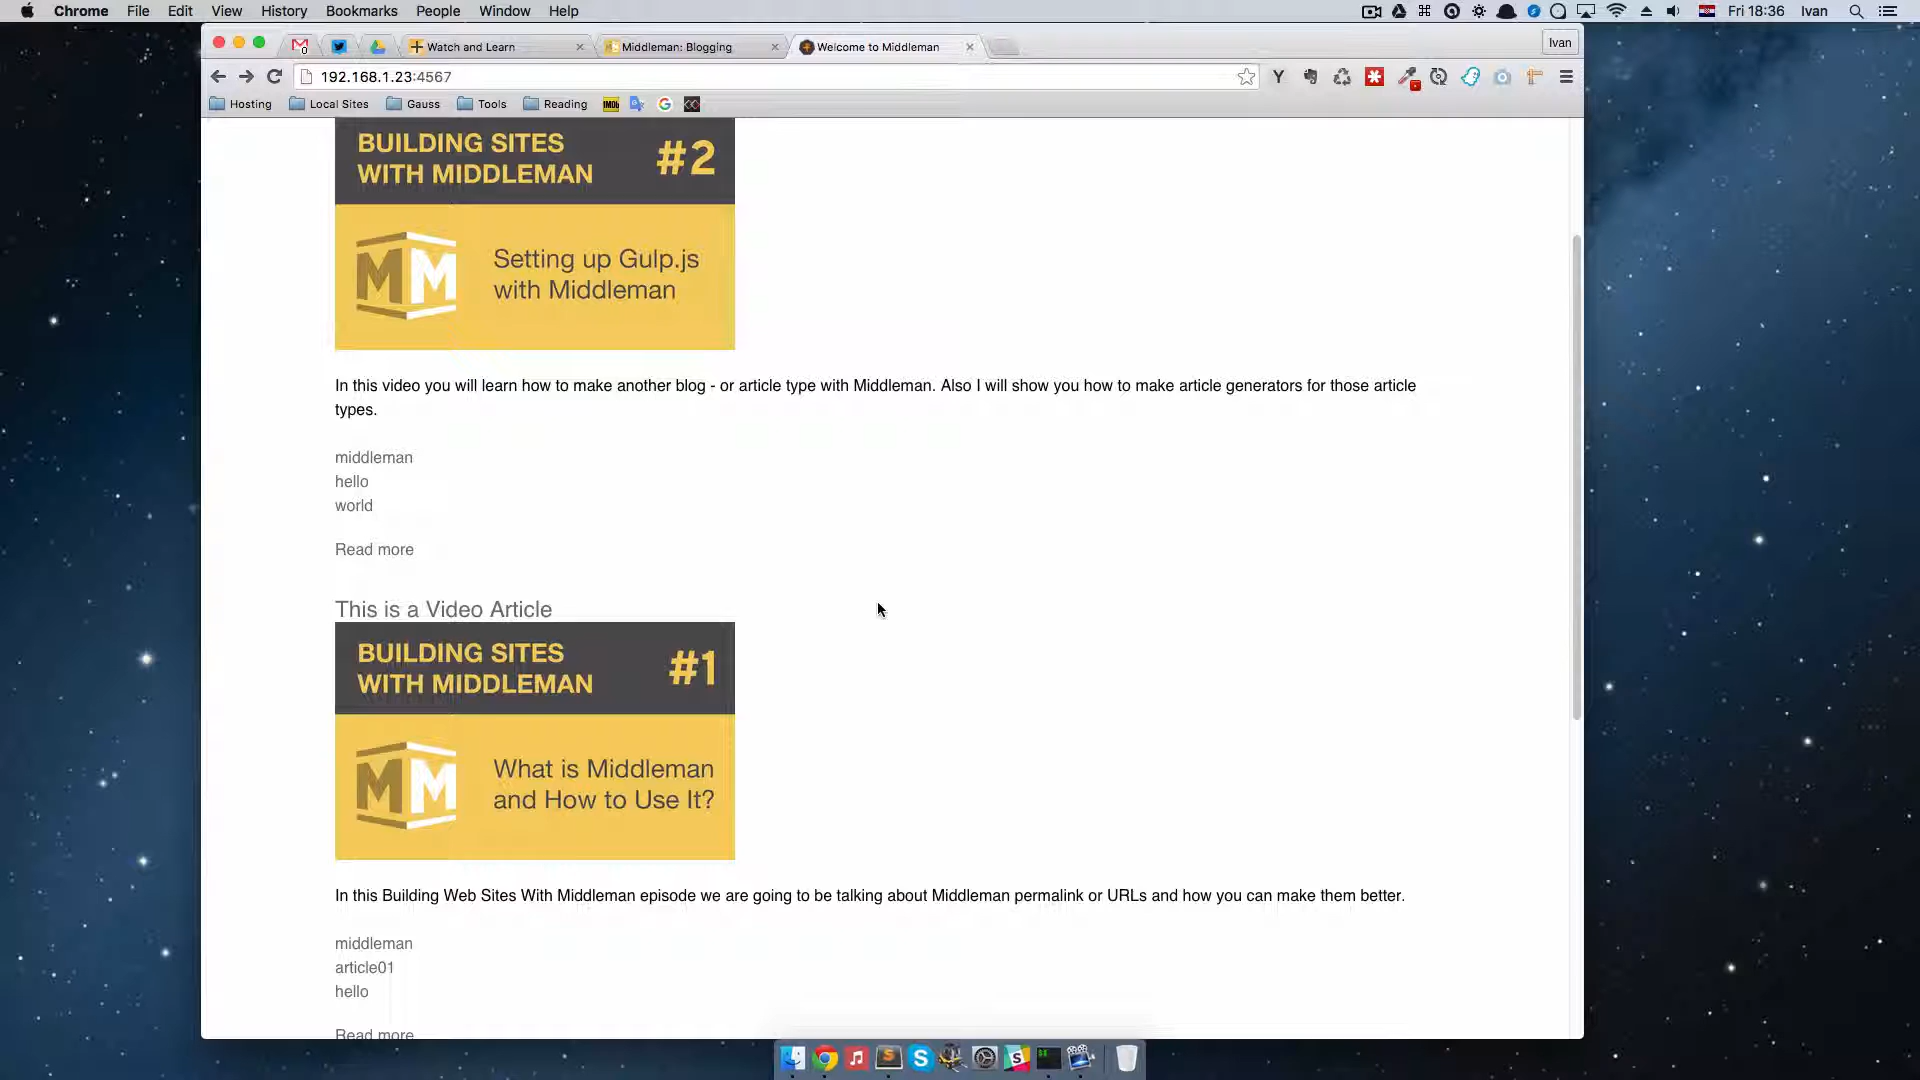 Chrome File Edit View History Bookmarks People Window Help Fri 18:36 Ivan
Watch and Learn Middleman: Blogging Welcome to Middleman Ivan
192.168.1.23:4567
Hosting Local Sites Gauss Tools Reading IMDb
BUILDING SITES
WITH MIDDLEMAN
#2
MM
Setting up Gulp.js
with Middleman
In this video you will learn how to make another blog - or article type with Middleman. Also I will show you how to make article generators for those article
types.
middleman
hello
world
Read more
This is a Video Article
BUILDING SITES
WITH MIDDLEMAN
#1
MM
What is Middleman
and How to Use It?
In this Building Web Sites With Middleman episode we are going to be talking about Middleman permalink or URLs and how you can make them better.
middleman
article01
hello
Read more